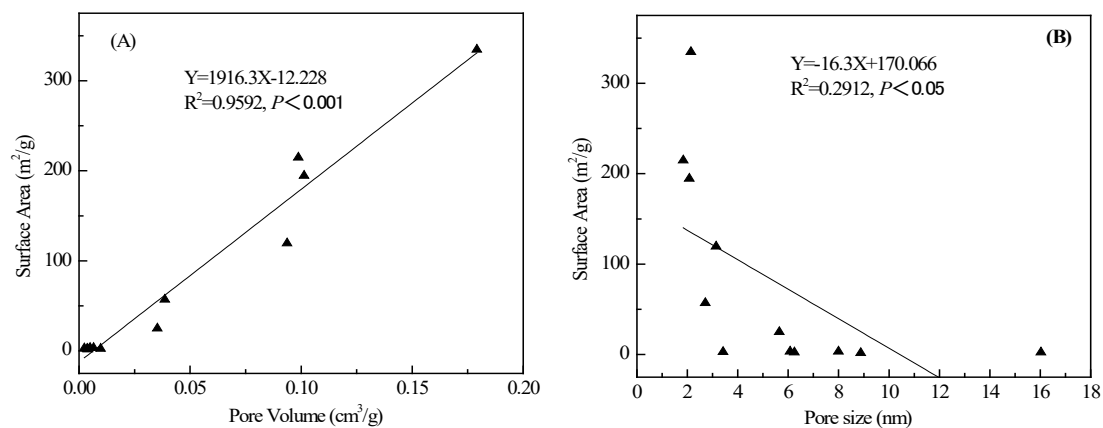 (A)
Y=1916.3X-12.228
R²=0.9592, P<0.001
300
200
100
0
0.00 0.05 0.10 0.15 0.20
Surface Area (m²/g)
Pore Volume (cm³/g)
(B)
Y=-16.3X+170.066
R²=0.2912, P<0.05
300
200
100
0
0 2 4 6 8 10 12 14 16 18
Surface Area (m²/g)
Pore size (nm)